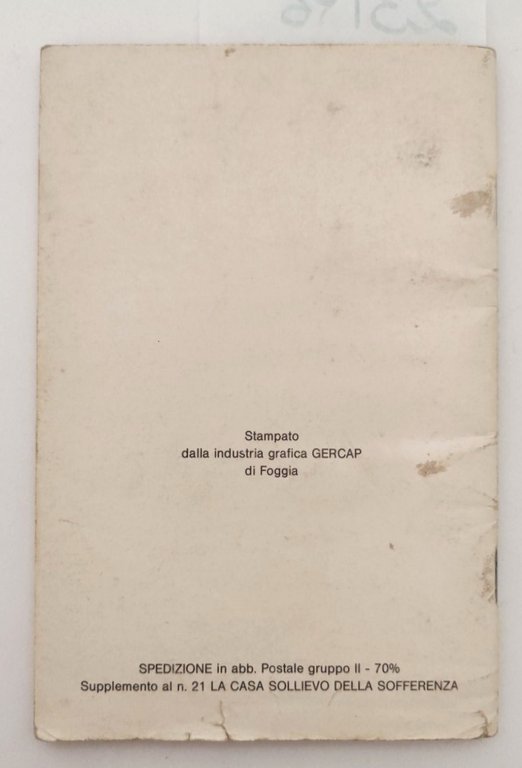 Stampato
dalla industria grafica GERCAP
di Foggia
SPEDIZIONE in abb. Postale gruppo II - 70%
Supplemento al n. 21 LA CASA SOLLIEVO DELLA SOFFERENZA